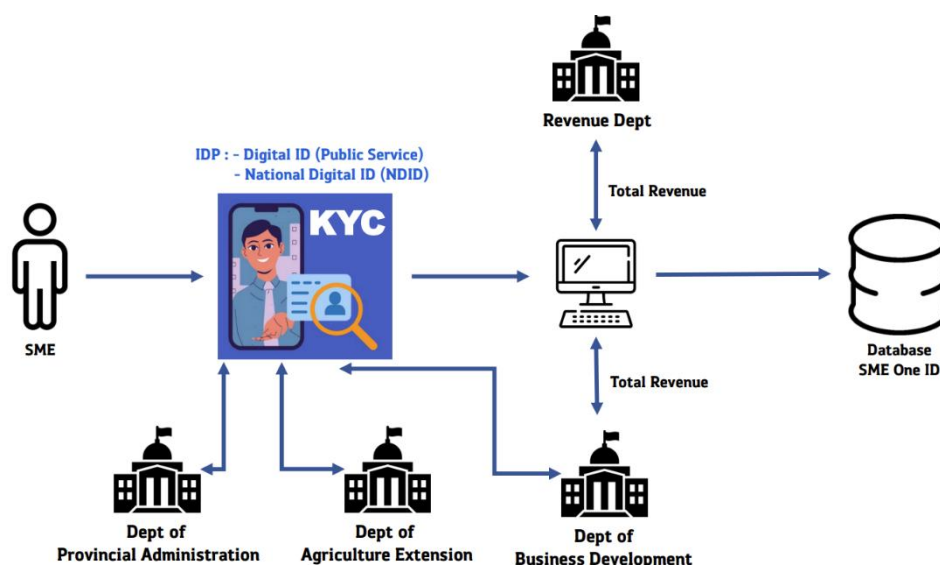 Revenue Dept
IDP : - Digital ID (Public Service)
- National Digital ID (NDID)
Total Revenue
KYC
SME
Database
SME One ID
Total Revenue
Dept of
Provincial Administration
Dept of
Agriculture Extension
Dept of
Business Development